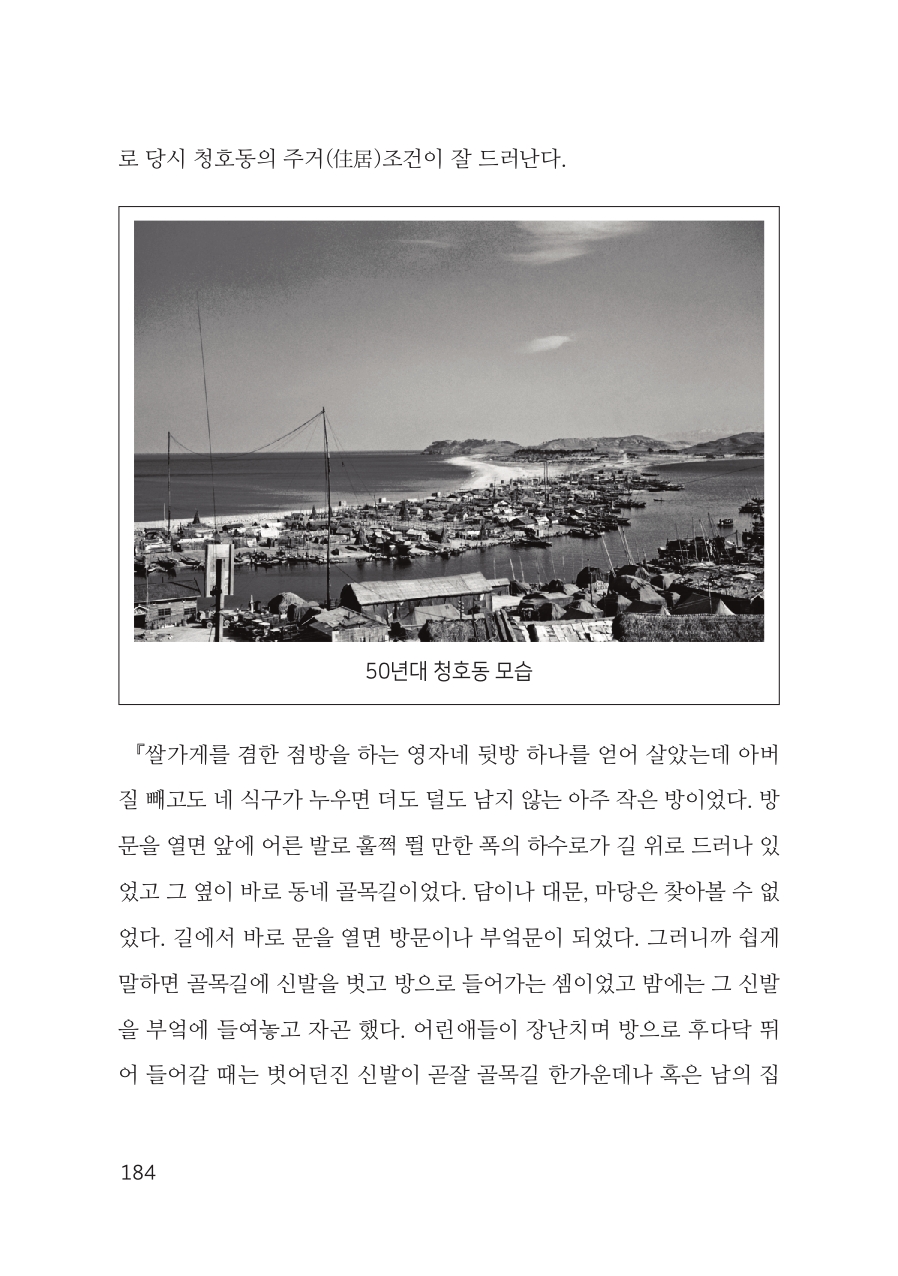 로 당시 청호동의 주거(住居)조건이 잘 드러난다.
50년대 청호동 모습
『쌀가게를 겸한 점방을 하는 영자네 뒷방 하나를 얻어 살았는데 아버
질 빼고도 네 식구가 누우면 더도 덜도 남지 않는 아주 작은 방이었다. 방
문을 열면 앞에 어른 발로 훌쩍 뛸 만한 폭의 하수로가 길 위로 드러나 있
었고 그 옆이 바로 동네 골목길이었다. 담이나 대문, 마당은 찾아볼 수 없
었다. 길에서 바로 문을 열면 방문이나 부엌문이 되었다. 그러니까 쉽게
말하면 골목길에 신발을 벗고 방으로 들어가는 셈이었고 밤에는 그 신발
을 부엌에 들여놓고 자곤 했다. 어린애들이 장난치며 방으로 후다닥 뛰
어 들어갈 때는 벗어던진 신발이 곧잘 골목길 한가운데나 혹은 남의 집
184